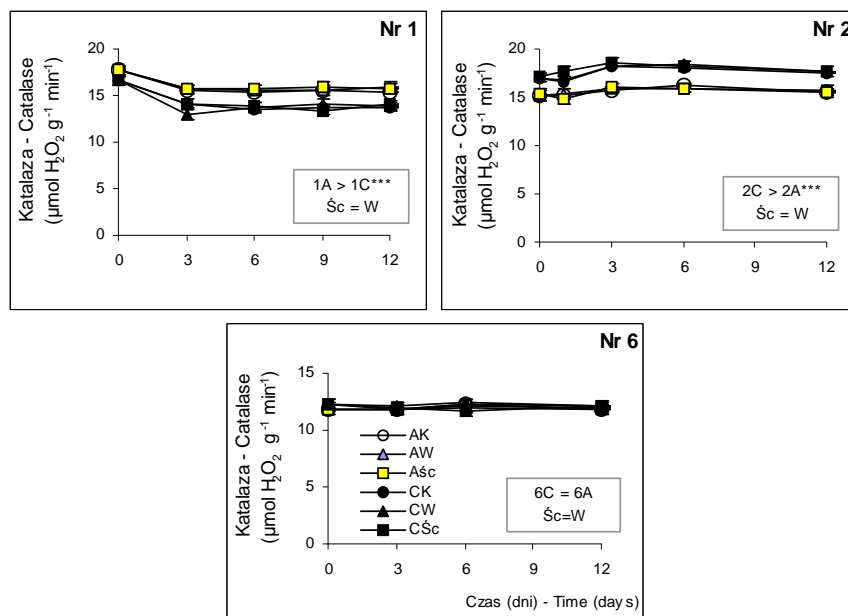 Nr 1
Katalaza - Catalase
(µmol H₂O₂ g⁻¹ min⁻¹)
20
15
10
5
0
0 3 6 9 12
1A > 1C***
Śc = W
Nr 2
Katalaza - Catalase
(µmol H₂O₂ g⁻¹ min⁻¹)
20
15
10
5
0
0 3 6 9 12
2C > 2A***
Śc = W
Nr 6
Katalaza - Catalase
(µmol H₂O₂ g⁻¹ min⁻¹)
15
10
5
0
AK
AW
Aśc
CK
CW
CŚc
6C = 6A
Śc=W
0 3 6 9 12
Czas (dni) - Time (days)